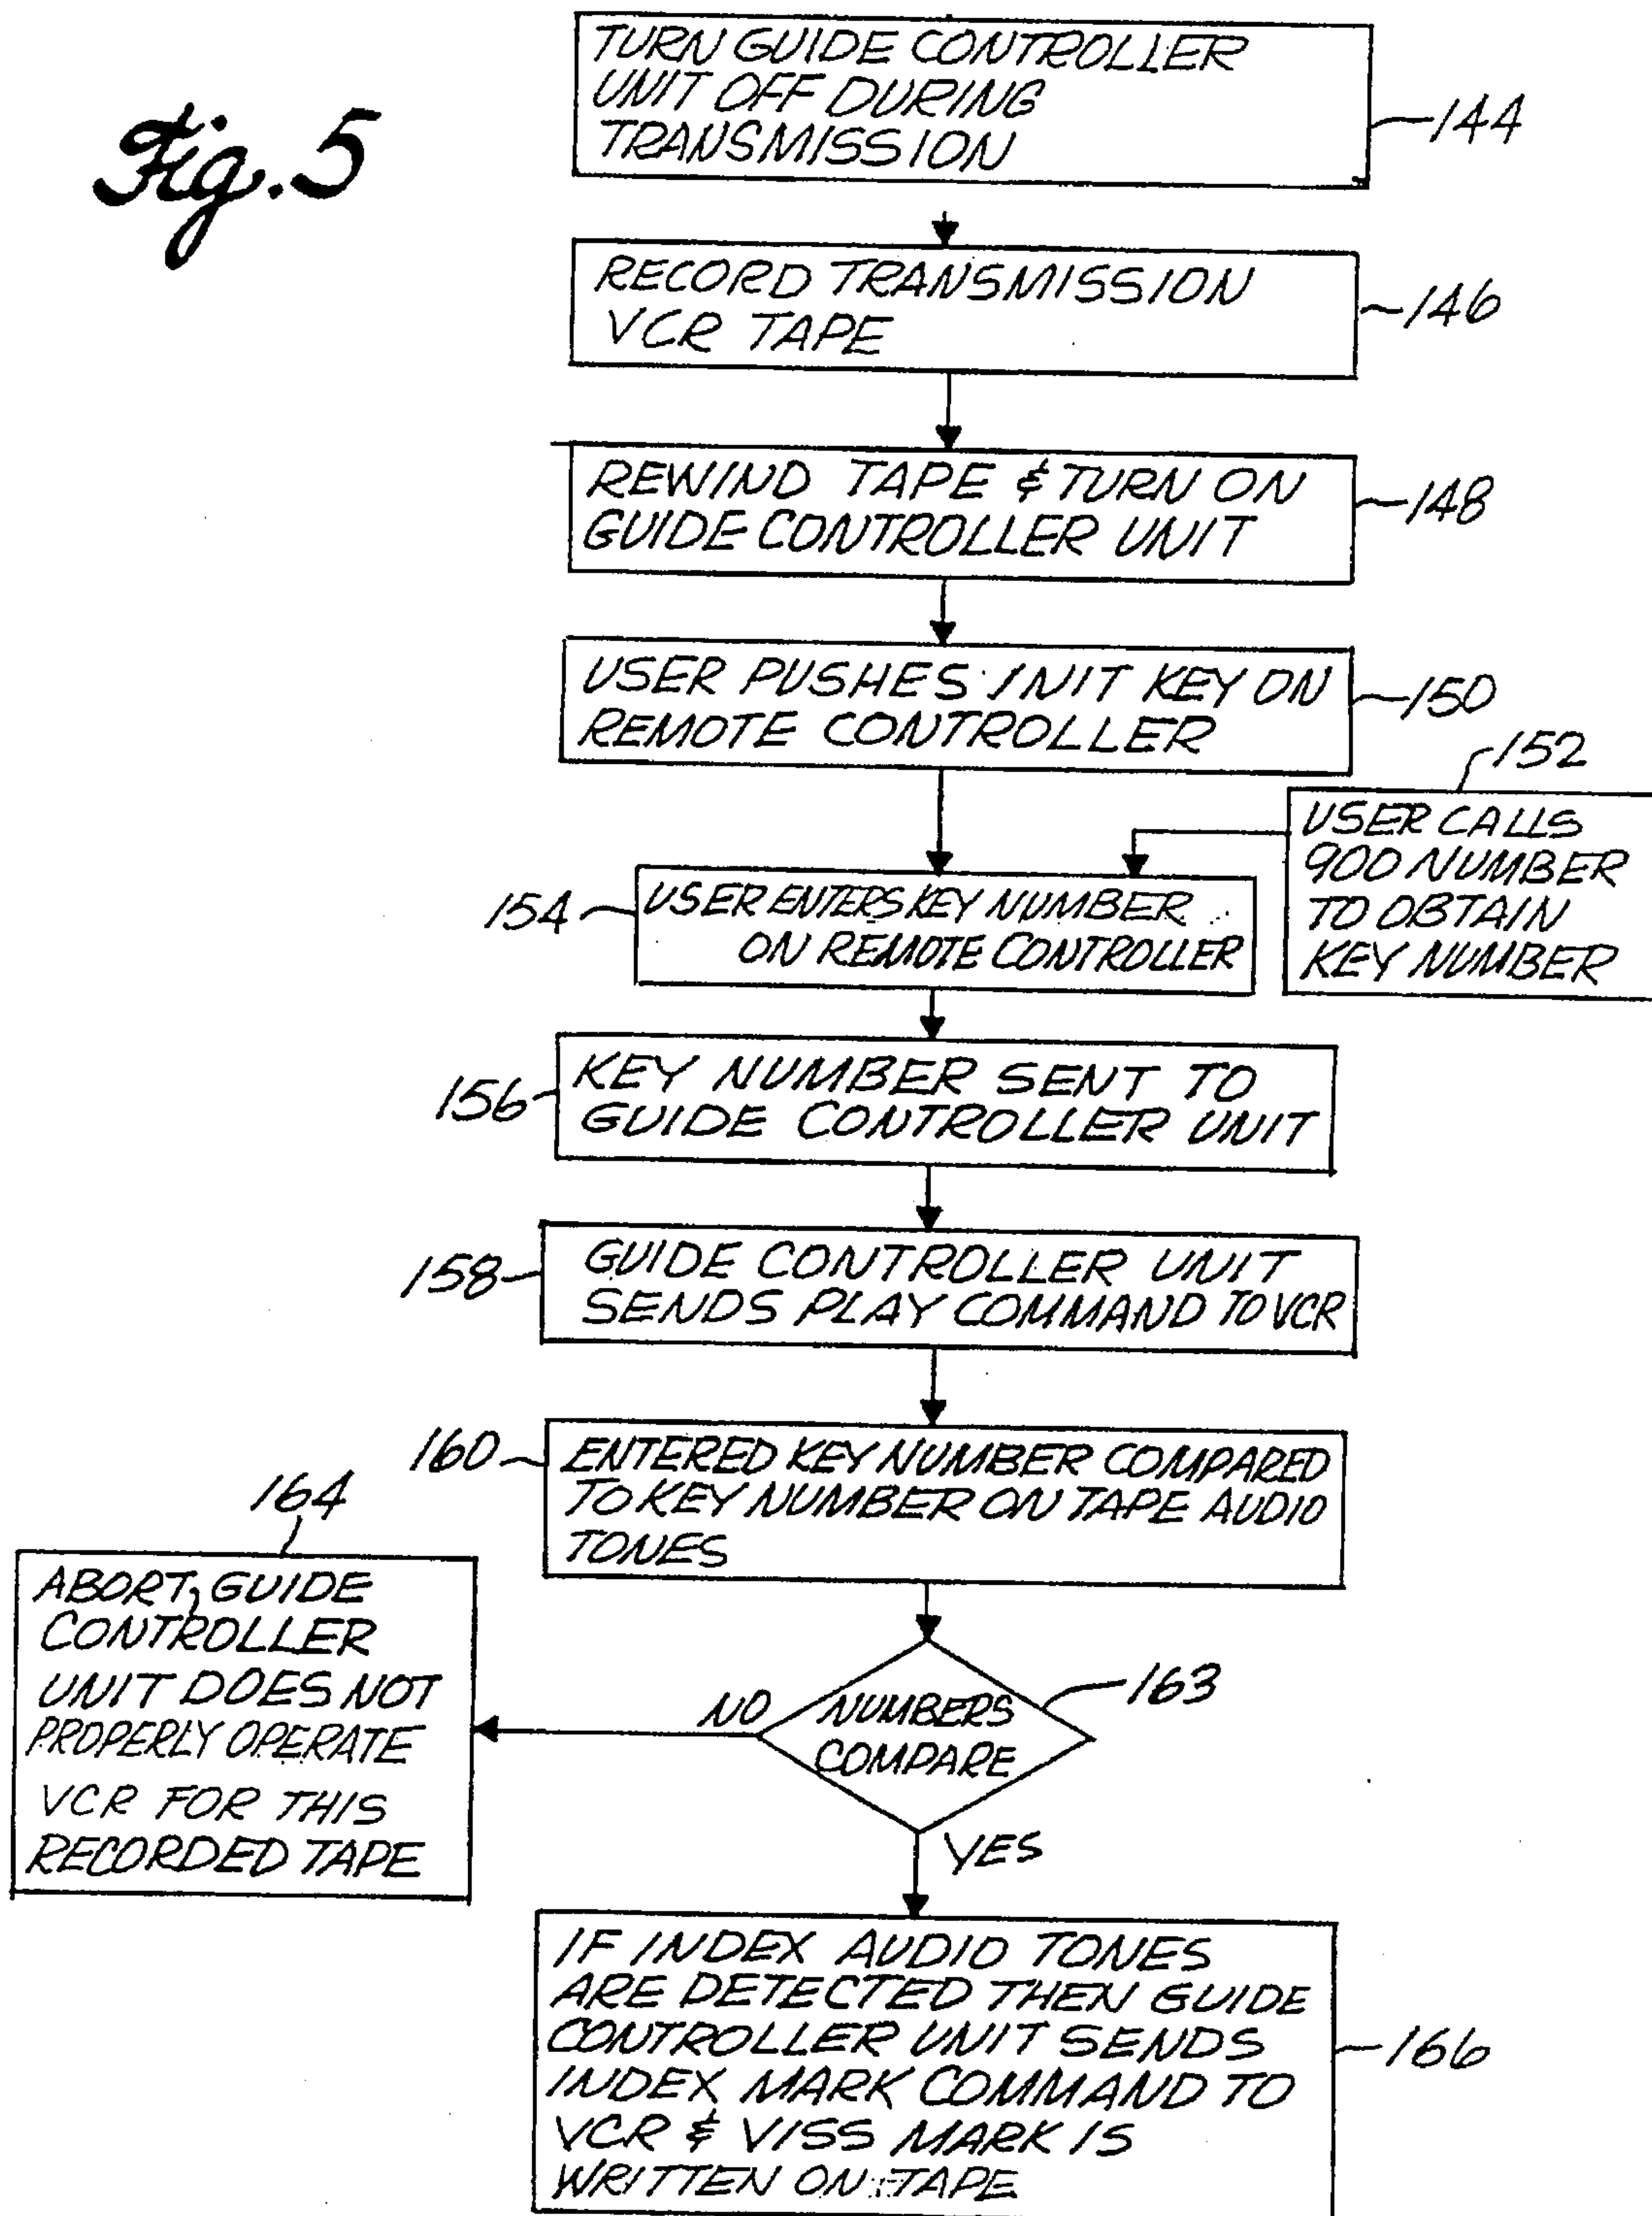 Fig. 5
TURN GUIDE CONTROLLER
UNIT OFF DURING
TRANSMISSION
144
RECORD TRANSMISSION
VCR TAPE
146
REWIND TAPE & TURN ON
GUIDE CONTROLLER UNIT
148
USER PUSHES INIT KEY ON
REMOTE CONTROLLER
150
152
USER CALLS
900 NUMBER
TO OBTAIN
KEY NUMBER
154
USER ENTERS KEY NUMBER
ON REMOTE CONTROLLER
156
KEY NUMBER SENT TO
GUIDE CONTROLLER UNIT
158
GUIDE CONTROLLER UNIT
SENDS PLAY COMMAND TO VCR
160
ENTERED KEY NUMBER COMPARED
TO KEY NUMBER ON TAPE AUDIO
TONES
163
NUMBERS
COMPARE
NO
164
ABORT, GUIDE
CONTROLLER
UNIT DOES NOT
PROPERLY OPERATE
VCR FOR THIS
RECORDED TAPE
YES
IF INDEX AUDIO TONES
ARE DETECTED THEN GUIDE
CONTROLLER UNIT SENDS
INDEX MARK COMMAND TO
VCR & VISS MARK IS
WRITTEN ON TAPE
166